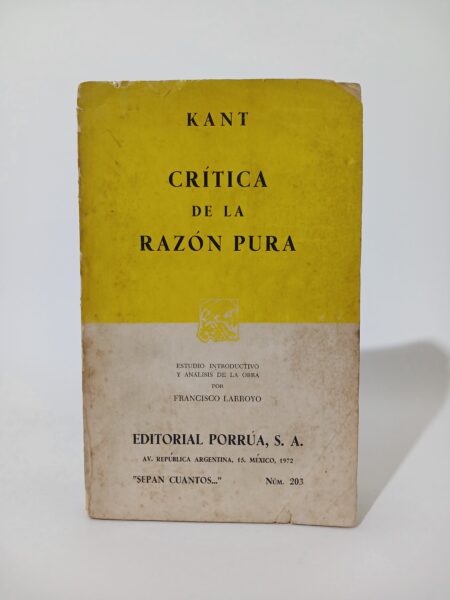 KANT
CRÍTICA
DE LA
RAZÓN PURA
ESTUDIO INTRODUCTIVO
Y ANALISIS DE LA OBRA
POR
FRANCISCO LARROYO
EDITORIAL PORRÚA, S. A.
AV. REPÚBLICA ARGENTINA, 15. MÉXICO, 1972
"SEPAN CUANTOS..." NÚM. 203